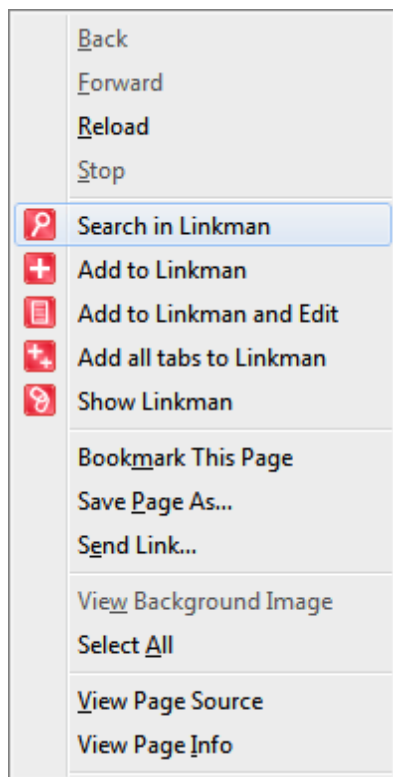 Back
Forward
Reload
Stop
Search in Linkman
Add to Linkman
Add to Linkman and Edit
Add all tabs to Linkman
Show Linkman
Bookmark This Page
Save Page As...
Send Link...
View Background Image
Select All
View Page Source
View Page Info